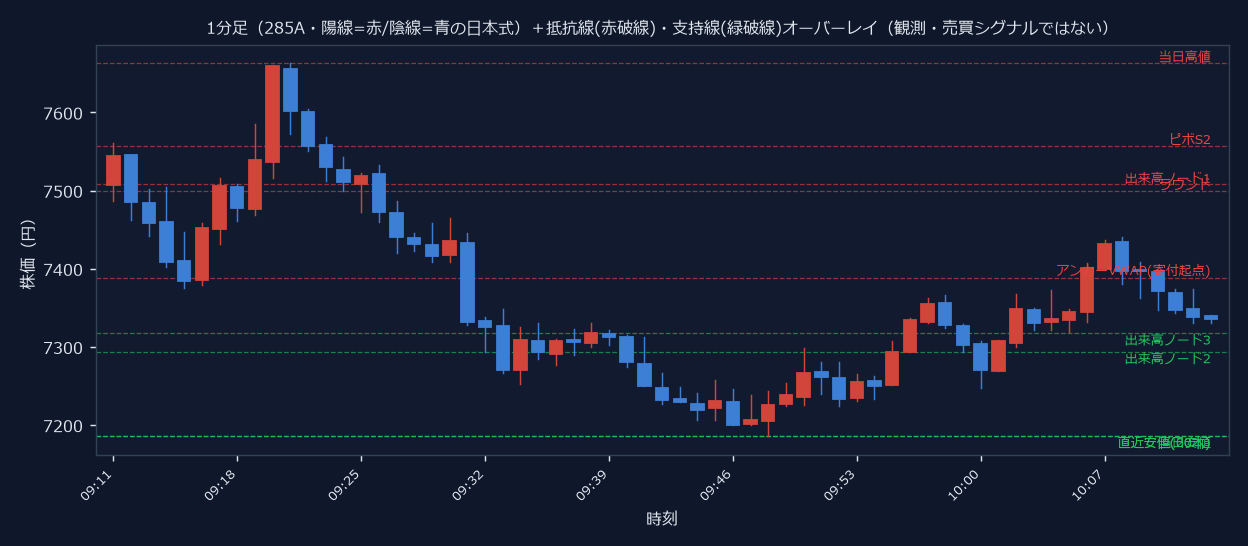 1分足（285A・陽線=赤/陰線=青の日本式）＋抵抗線(赤破線)・支持線(緑破線)オーバーレイ（観測・売買シグナルではない）
当日高値
7600
ピボS2
出来高ノード1
ラウンド
7500
株価（円）
7400
7300
出来高ノード3
出来高ノード2
7200
09:11
09:18
09:25
09:32
09:39
09:46
09:53
10:00
10:07
時刻